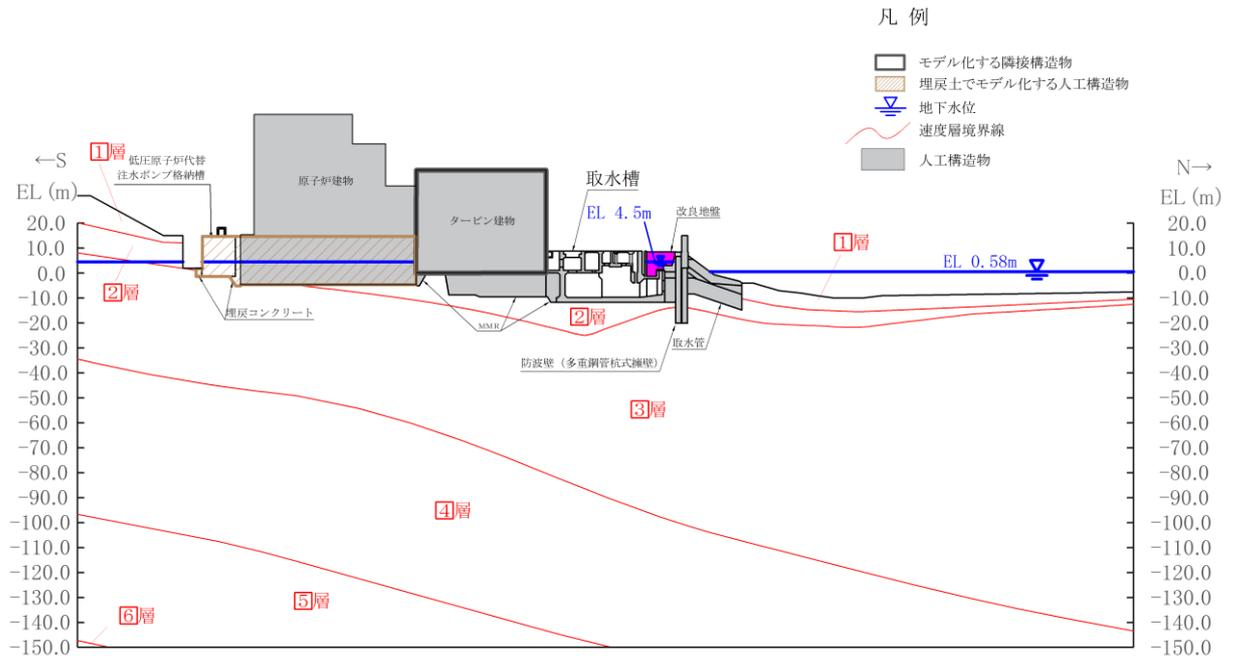 凡 例
モデル化する隣接構造物
埋戻土でモデル化する人工構造物
地下水位
速度層境界線
人工構造物
←S
EL (m)
N→
EL (m)
1層
低圧原子炉代替
注水ポンプ格納槽
原子炉建物
タービン建物
取水槽
EL 4.5m
改良地盤
1層
EL 0.58m
2層
埋戻コンクリート
MMR
2層
取水管
防波壁（多重鋼管杭式擁壁）
3層
4層
5層
6層
20.0
10.0
0.0
-10.0
-20.0
-30.0
-40.0
-50.0
-60.0
-70.0
-80.0
-90.0
-100.0
-110.0
-120.0
-130.0
-140.0
-150.0
20.0
10.0
0.0
-10.0
-20.0
-30.0
-40.0
-50.0
-60.0
-70.0
-80.0
-90.0
-100.0
-110.0
-120.0
-130.0
-140.0
-150.0